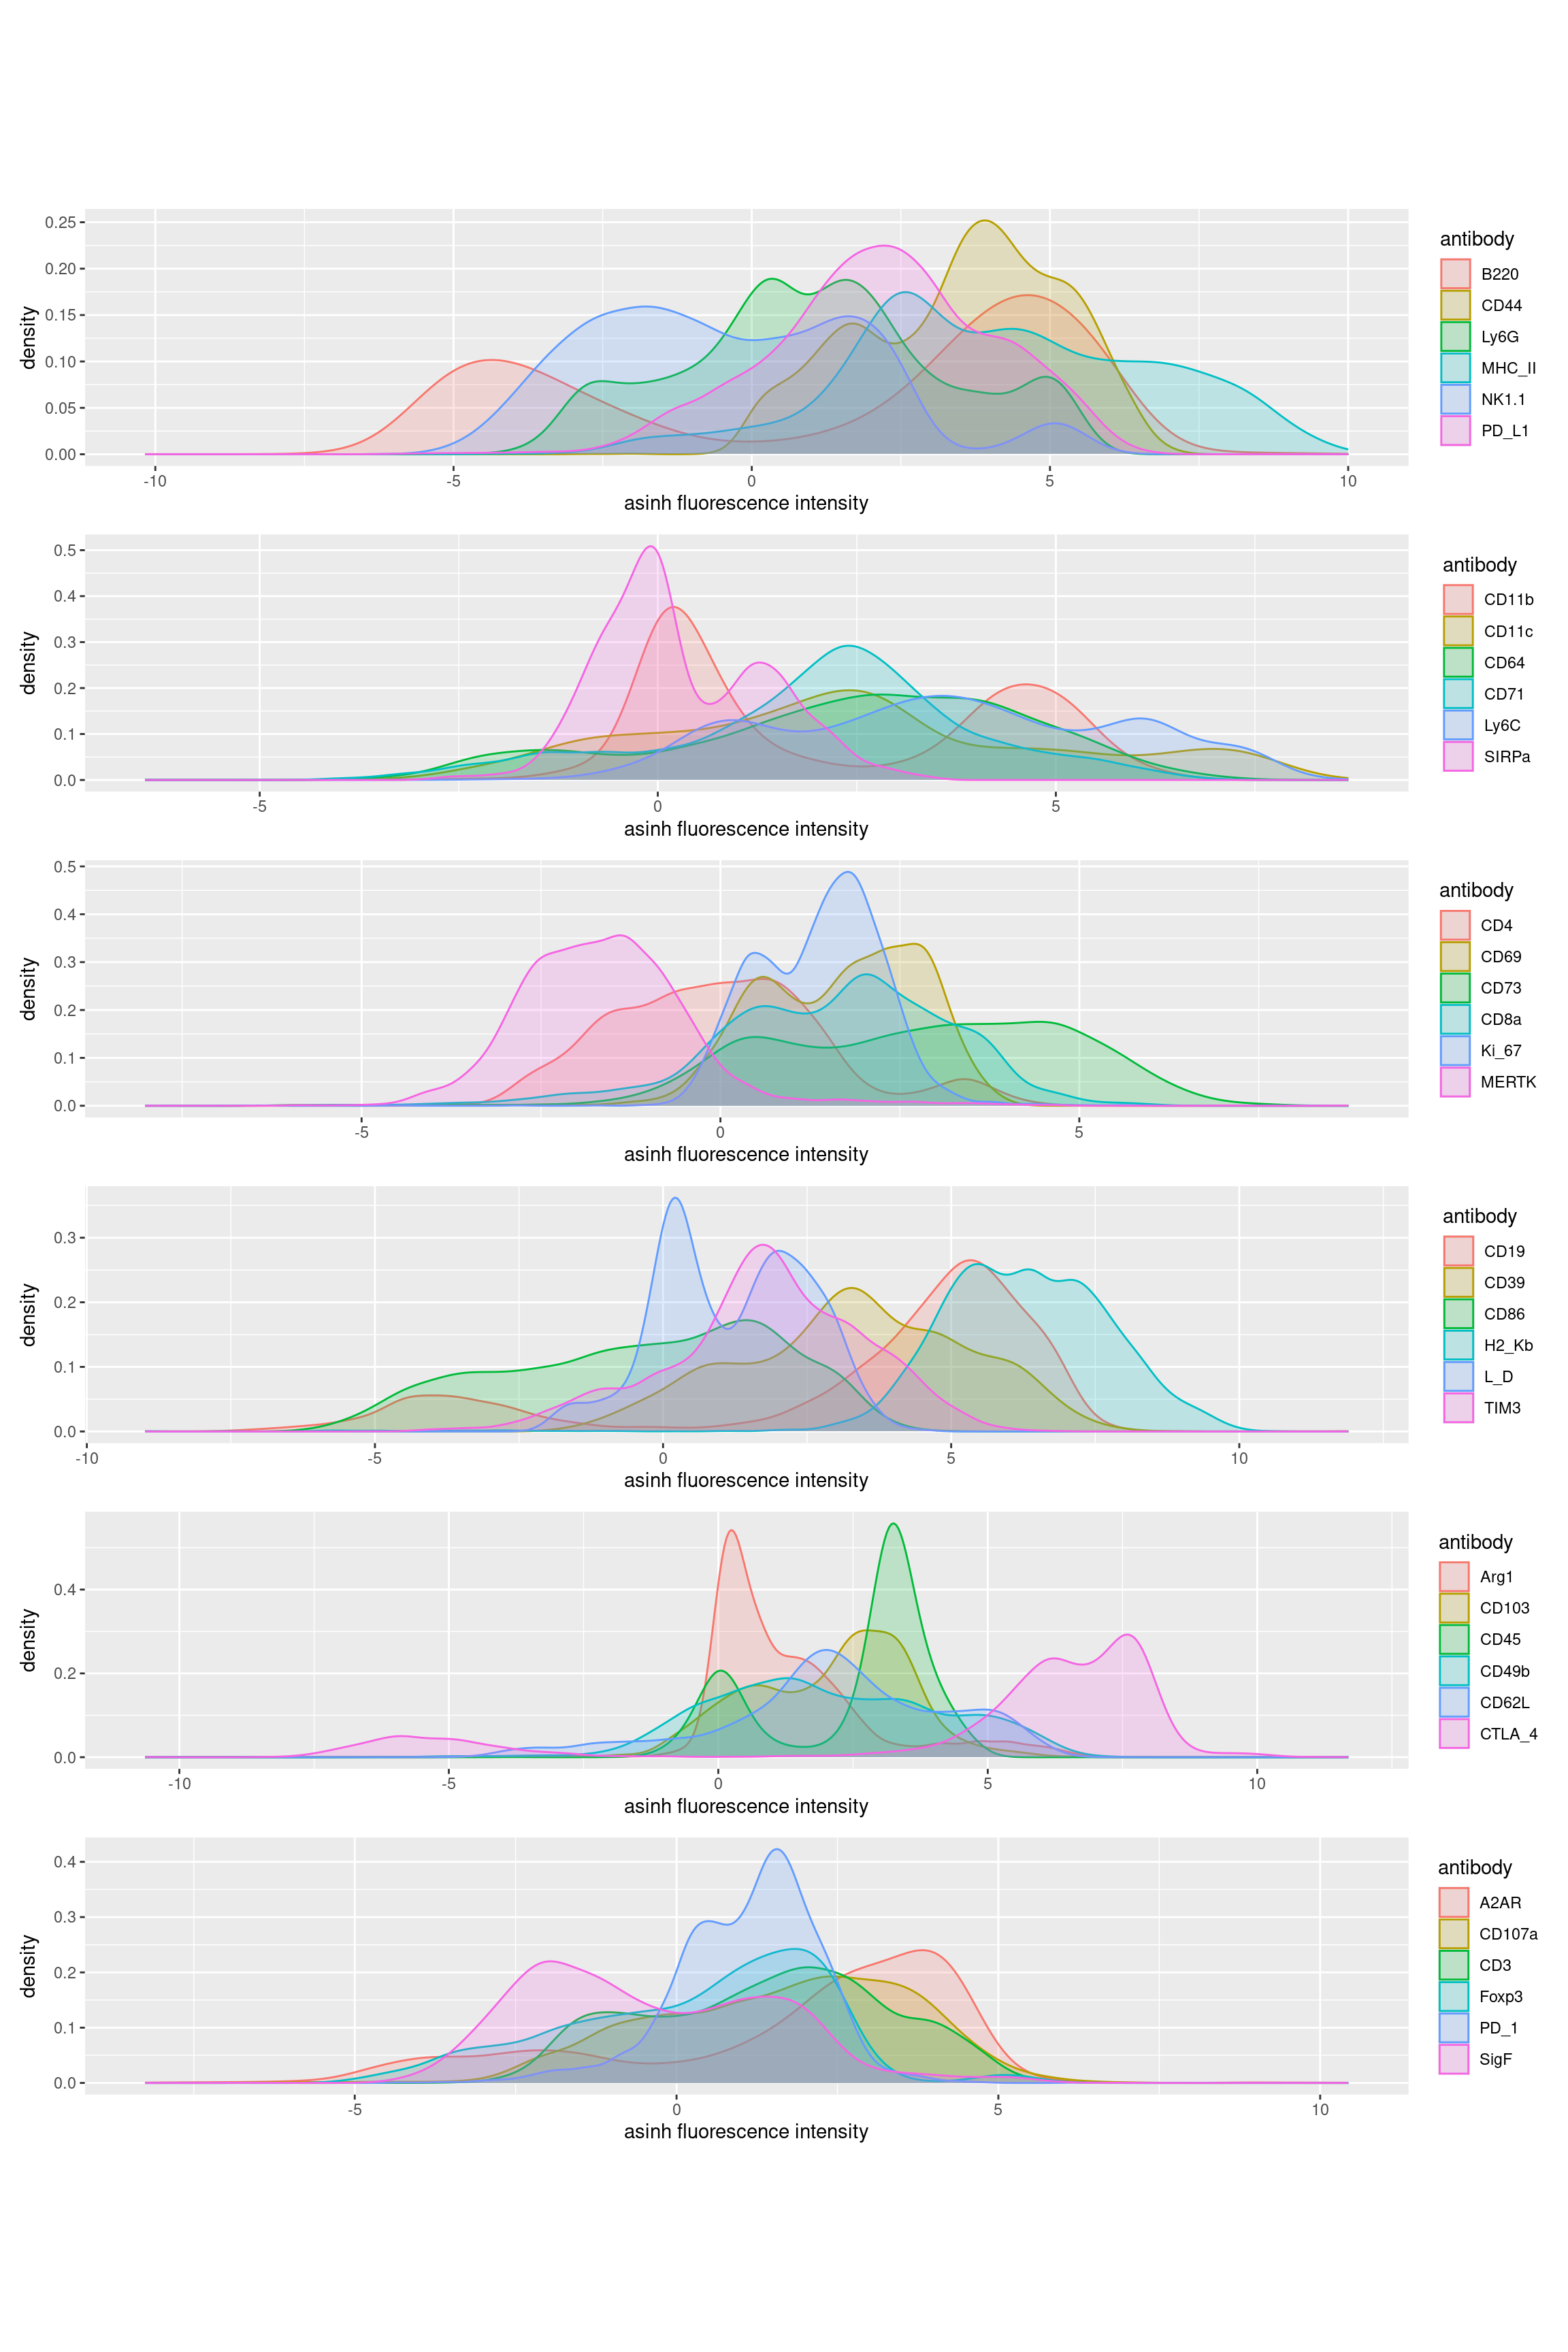 antibody
0.25
0.20
0.15
0.10
0.05
0.00
density
B220
CD44
Ly6G
MHC_II
NK1.1
PD_L1
-10 -5 0 5 10
asinh fluorescence intensity
antibody
0.5
0.4
0.3
0.2
0.1
0.0
density
CD11b
CD11c
CD64
CD71
Ly6C
SIRPa
-5 0 5
asinh fluorescence intensity
antibody
0.5
0.4
0.3
0.2
0.1
0.0
density
CD4
CD69
CD73
CD8a
Ki_67
MERTK
-5 0 5
asinh fluorescence intensity
antibody
0.3
0.2
0.1
0.0
density
CD19
CD39
CD86
H2_Kb
L_D
TIM3
-10 -5 0 5 10
asinh fluorescence intensity
antibody
0.4
0.2
0.0
density
Arg1
CD103
CD45
CD49b
CD62L
CTLA_4
-10 -5 0 5 10
asinh fluorescence intensity
antibody
0.4
0.3
0.2
0.1
0.0
density
A2AR
CD107a
CD3
Foxp3
PD_1
SigF
-5 0 5 10
asinh fluorescence intensity